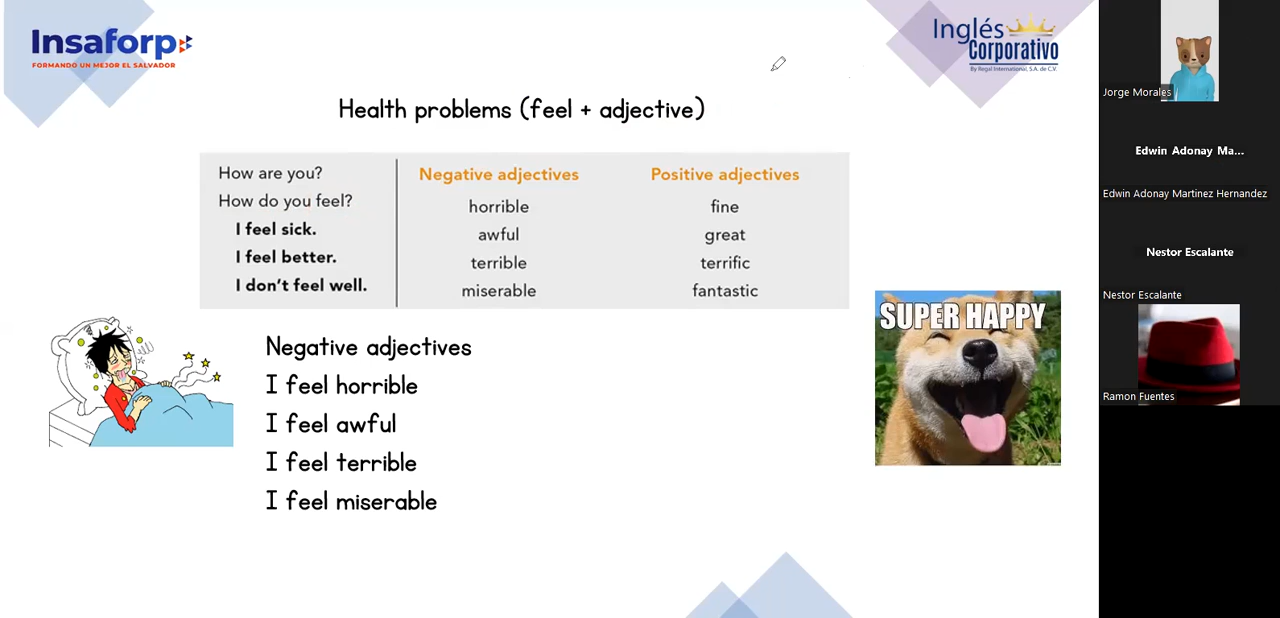 Insaforp
FORMANDO UN MEJOR EL SALVADOR
Inglés
Corporativo
By Regal International, S.A. de C.V.
Health problems (feel + adjective)
How are you?
How do you feel?
I feel sick.
I feel better.
I don't feel well.
Negative adjectives
horrible
awful
terrible
miserable
Positive adjectives
fine
great
terrific
fantastic
SUPER HAPPY
Negative adjectives
I feel horrible
I feel awful
I feel terrible
I feel miserable
Jorge Morales
Edwin Adonay Ma...
Edwin Adonay Martinez Hernandez
Nestor Escalante
Nestor Escalante
Ramon Fuentes